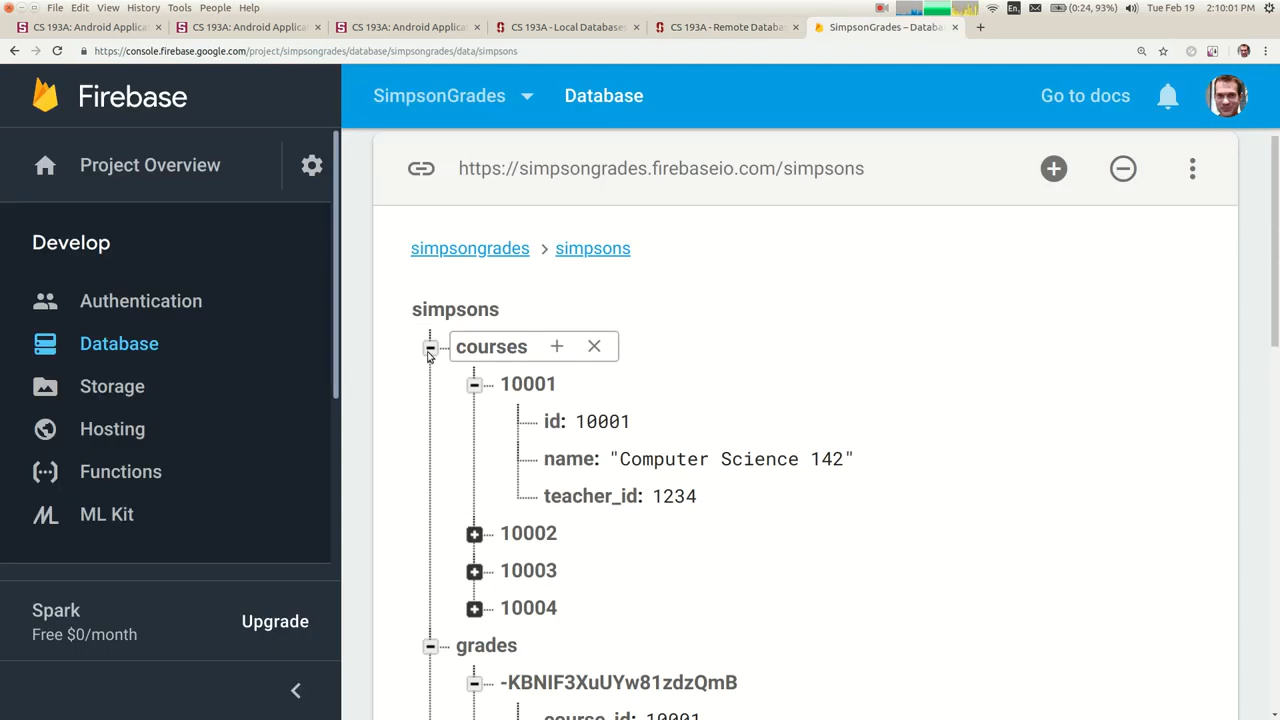 File Edit View History Tools People Help
En (0:24, 93%) Tue Feb 19 2:10:01 PM
CS 193A: Android Applica × CS 193A: Android Applica × CS 193A: Android Applica × CS 193A - Local Databases × CS 193A - Remote Databa × SimpsonGrades – Databa ×
https://console.firebase.google.com/project/simpsongrades/database/simpsongrades/data/simpsons
Firebase
SimpsonGrades Database Go to docs
Project Overview
https://simpsongrades.firebaseio.com/simpsons
Develop
simpsongrades > simpsons
Authentication
simpsons
Database
courses
Storage
10001
Hosting
id: 10001
Functions
name: "Computer Science 142"
ML Kit
teacher_id: 1234
10002
10003
Spark
Free $0/month
Upgrade
10004
grades
-KBNIF3XuUYw81zdzQmB
course_id: 10001